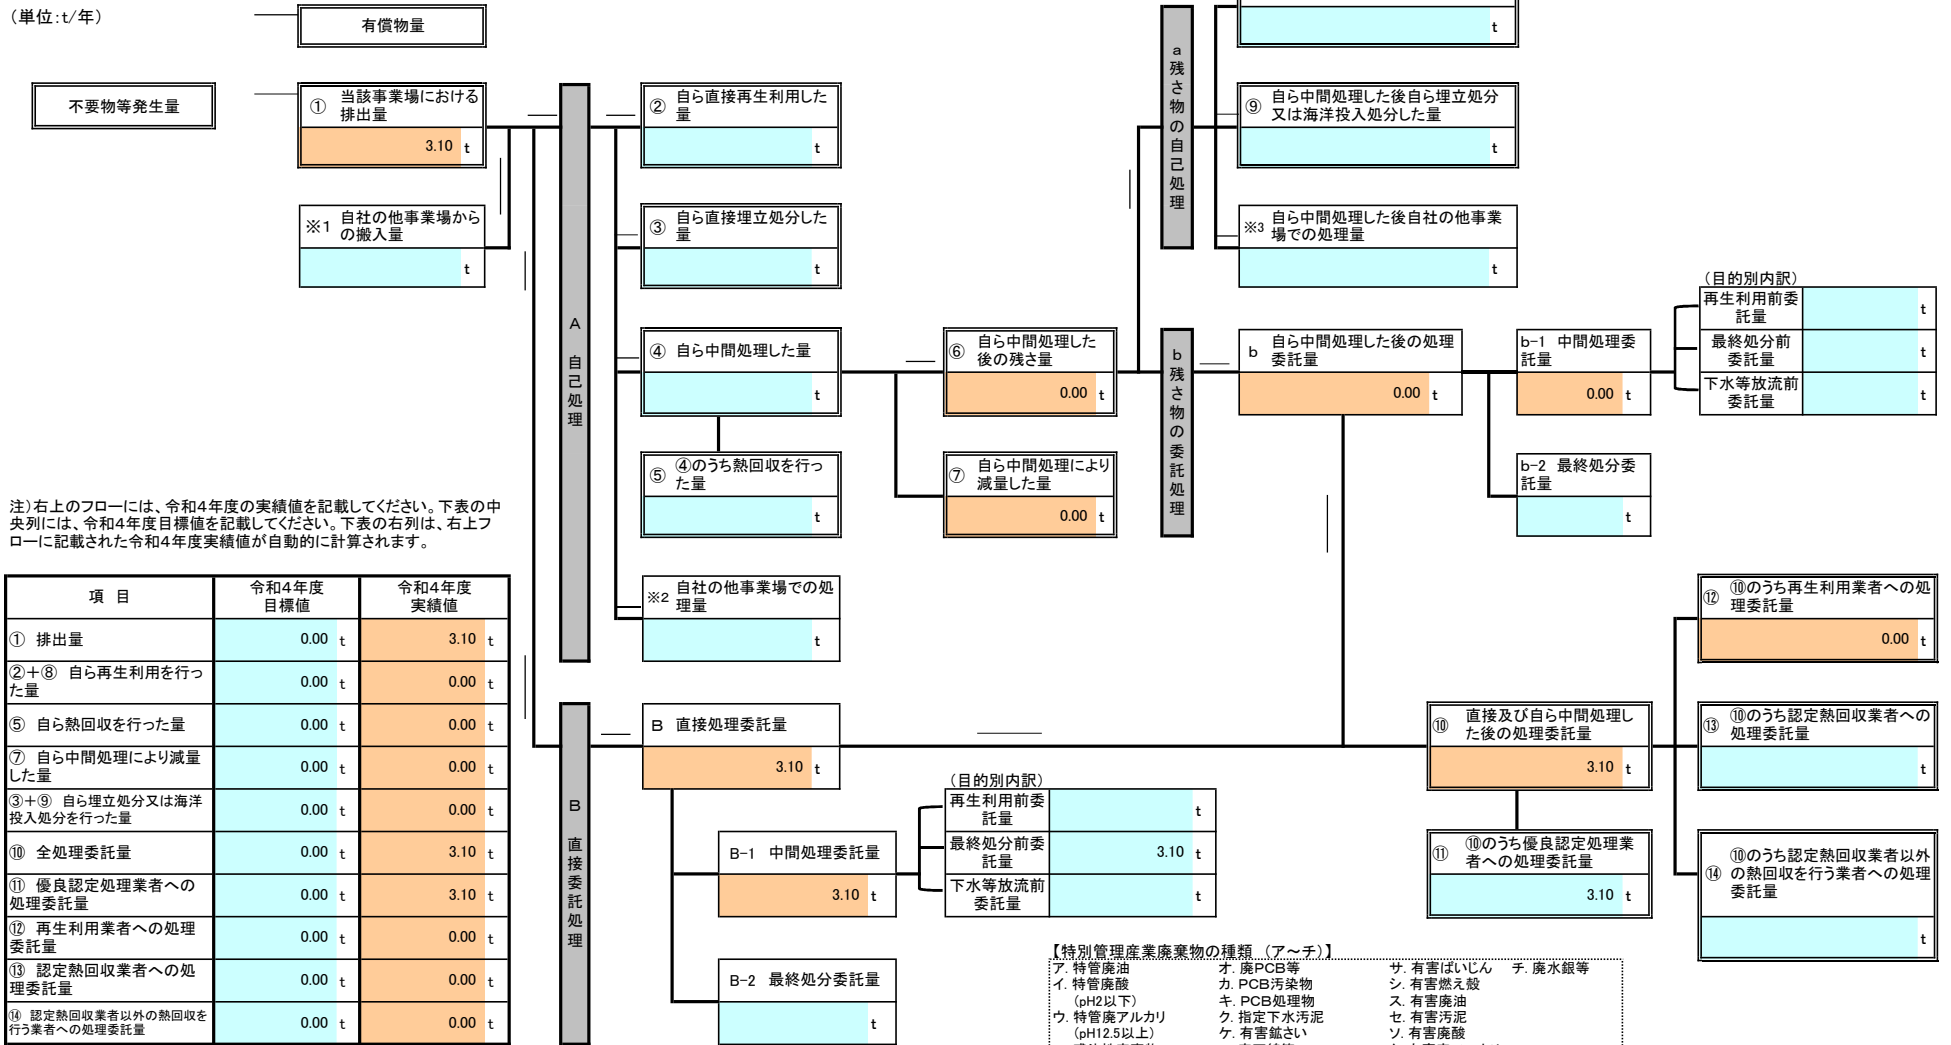 (単位:t/年)
有償物量
不要物等発生量
① 当該事業場における
排出量
3.10 t
※1 自社の他事業場から
の搬入量
t
A 自己処理
② 自ら直接再生利用した
量
t
③ 自ら直接埋立処分した
量
t
④ 自ら中間処理した量
t
⑤ ④のうち熱回収を行っ
た量
t
※2 自社の他事業場での処
理量
t
⑥ 自ら中間処理した
後の残さ量
0.00 t
⑦ 自ら中間処理により
減量した量
0.00 t
a 残さ物の自己処理
t
⑨ 自ら中間処理した後自ら埋立処分
又は海洋投入処分した量
t
※3 自ら中間処理した後自社の他事業
場での処理量
t
b 残さ物の委託処理
b 自ら中間処理した後の処理
委託量
0.00 t
b-1 中間処理委
託量
0.00 t
b-2 最終処分委
託量
t
(目的別内訳)
再生利用前委
託量
t
最終処分前
委託量
t
下水等放流前
委託量
t
注)右上のフローには、令和4年度の実績値を記載してください。下表の中
央列には、令和4年度目標値を記載してください。下表の右列は、右上フ
ローに記載された令和4年度実績値が自動的に計算されます。
項 目
令和4年度
目標値
令和4年度
実績値
① 排出量 0.00 t 3.10 t
②+⑧ 自ら再生利用を行っ
た量 0.00 t 0.00 t
⑤ 自ら熱回収を行った量 0.00 t 0.00 t
⑦ 自ら中間処理により減量
した量 0.00 t 0.00 t
③+⑨ 自ら埋立処分又は海洋
投入処分を行った量 0.00 t 0.00 t
⑩ 全処理委託量 0.00 t 3.10 t
⑪ 優良認定処理業者への
処理委託量 0.00 t 3.10 t
⑫ 再生利用業者への処理
委託量 0.00 t 0.00 t
⑬ 認定熱回収業者への処
理委託量 0.00 t 0.00 t
⑭ 認定熱回収業者以外の熱回収を
行う業者への処理委託量 0.00 t 0.00 t
B 直接委託処理
B 直接処理委託量
3.10 t
B-1 中間処理委託量
3.10 t
B-2 最終処分委託量
t
(目的別内訳)
再生利用前委
託量
t
最終処分前委
託量
3.10 t
下水等放流前
委託量
t
⑩ 直接及び自ら中間処理し
た後の処理委託量
3.10 t
⑪ ⑩のうち優良認定処理業
者への処理委託量
3.10 t
⑫ ⑩のうち再生利用業者への処
理委託量
0.00 t
⑬ ⑩のうち認定熱回収業者への
処理委託量
t
⑭ ⑩のうち認定熱回収業者以外
の熱回収を行う業者への処理
委託量
t
【特別管理産業廃棄物の種類 (ア~チ)】
ア. 特管廃油 オ. 廃PCB等 サ. 有害ばいじん チ. 廃水銀等
イ. 特管廃酸 カ. PCB汚染物 シ. 有害燃え殻
(pH2以下) キ. PCB処理物 ス. 有害廃油
ウ. 特管廃アルカリ ク. 指定下水汚泥 セ. 有害汚泥
(pH12.5以上) ケ. 有害鉱さい ソ. 有害廃酸